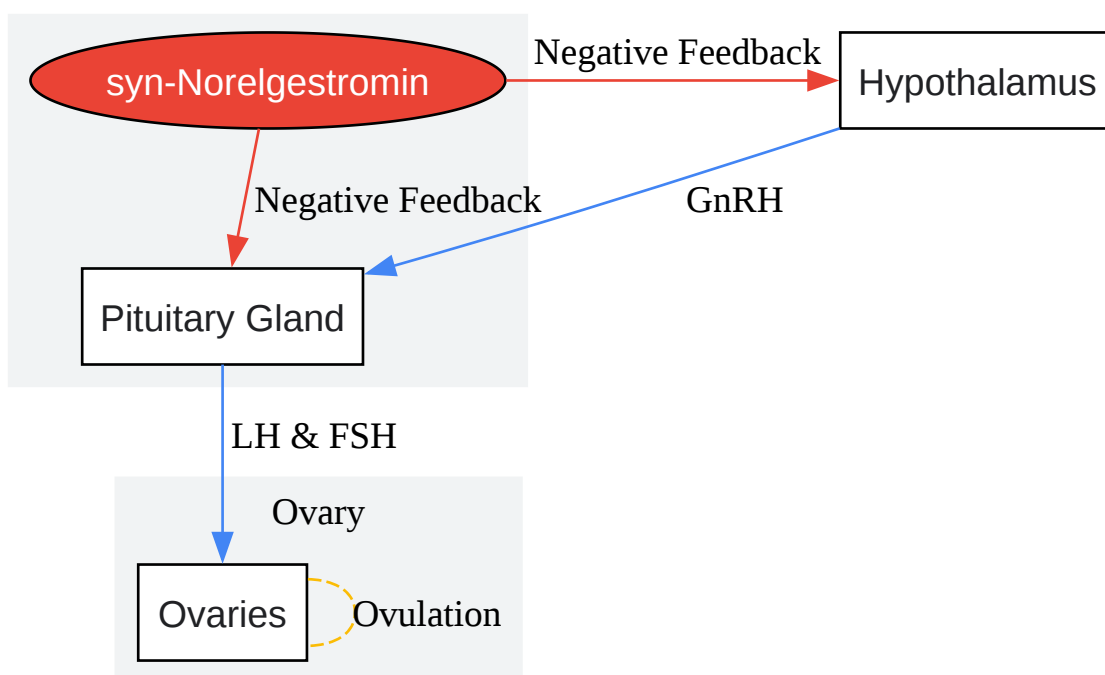 Negative Feedback
syn-Norelgestromin
Hypothalamus
Negative Feedback
GnRH
Pituitary Gland
LH & FSH
Ovary
Ovaries
Ovulation